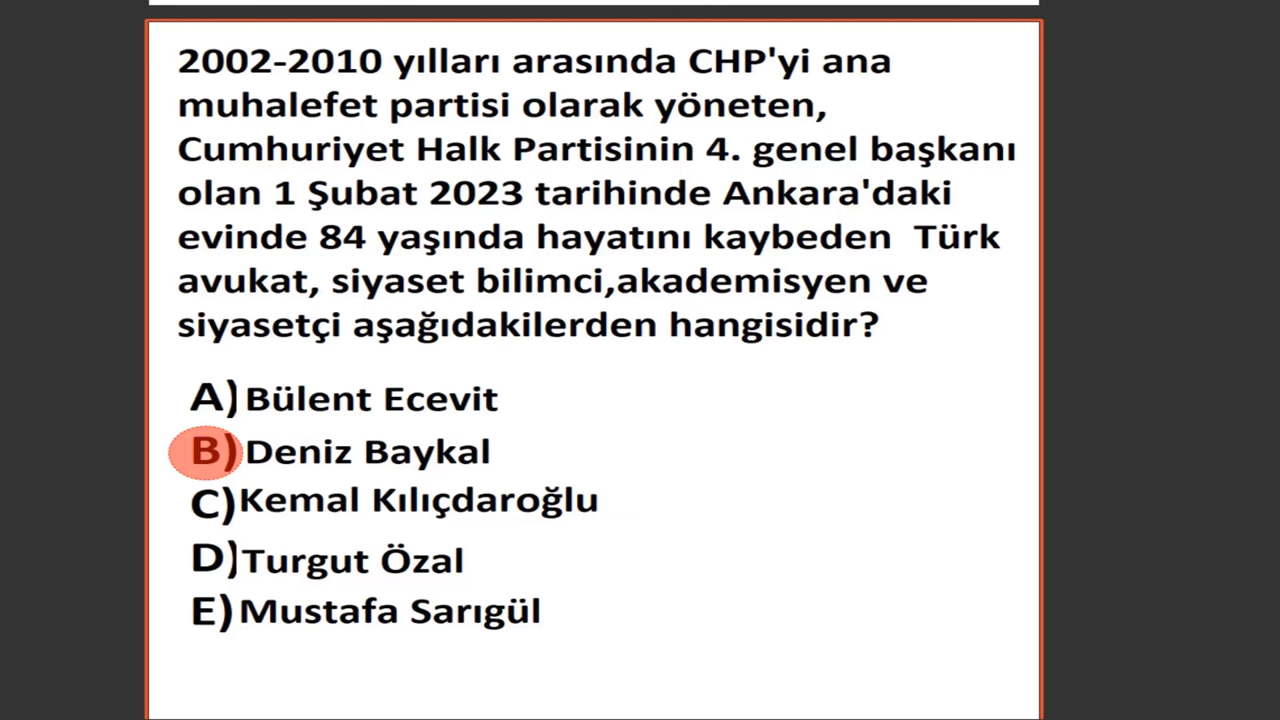 2002-2010 yılları arasında CHP'yi ana
muhalefet partisi olarak yöneten,
Cumhuriyet Halk Partisinin 4. genel başkanı
olan 1 Şubat 2023 tarihinde Ankara'daki
evinde 84 yaşında hayatını kaybeden  Türk
avukat, siyaset bilimci,akademisyen ve
siyasetçi aşağıdakilerden hangisidir?
A) Bülent Ecevit
B) Deniz Baykal
C) Kemal Kılıçdaroğlu
D) Turgut Özal
E) Mustafa Sarıgül